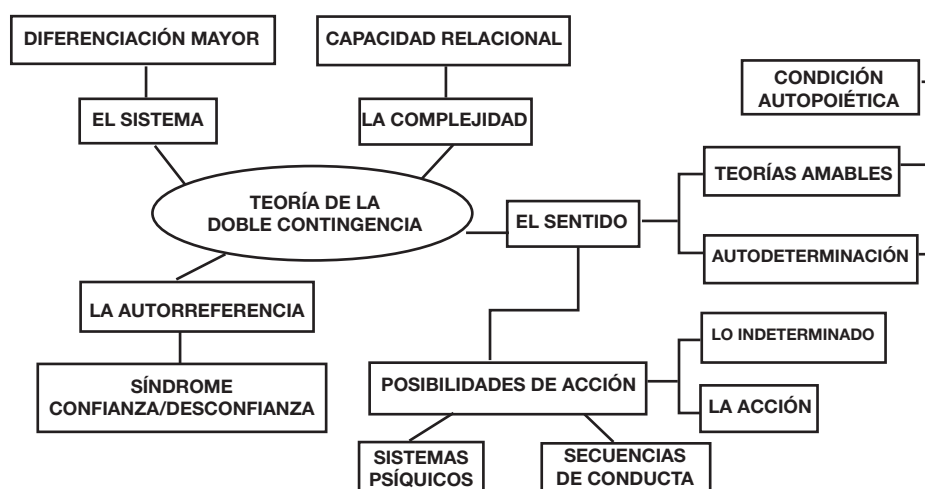 DIFERENCIACIÓN MAYOR
CAPACIDAD RELACIONAL
CONDICIÓN
AUTOPOIÉTICA
EL SISTEMA
LA COMPLEJIDAD
TEORÍAS AMABLES
TEORÍA DE LA
DOBLE CONTINGENCIA
EL SENTIDO
AUTODETERMINACIÓN
LA AUTORREFERENCIA
LO INDETERMINADO
SÍNDROME
CONFIANZA/DESCONFIANZA
POSIBILIDADES DE ACCIÓN
LA ACCIÓN
SISTEMAS
PSÍQUICOS
SECUENCIAS
DE CONDUCTA